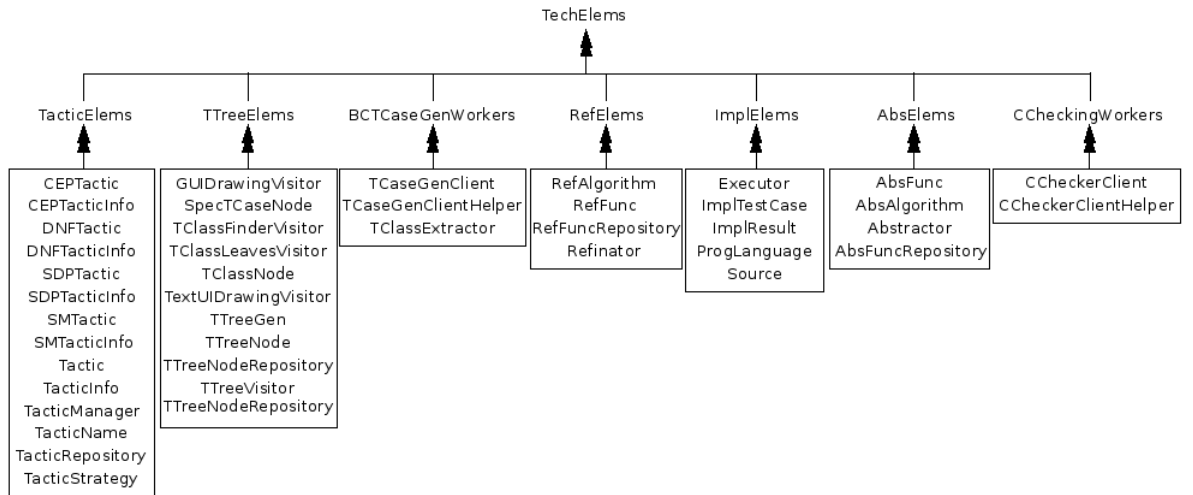 TechElems
TacticElems
TTreeElems
BCTCaseGenWorkers
RefElems
ImplElems
AbsElems
CCheckingWorkers
CEPTactic
CEPTacticInfo
DNFTactic
DNFTacticInfo
SDPTactic
SDPTacticInfo
SMTactic
SMTacticInfo
Tactic
TacticInfo
TacticManager
TacticName
TacticRepository
TacticStrategy
GUIDrawingVisitor
SpecTCaseNode
TClassFinderVisitor
TClassLeavesVisitor
TClassNode
TextUIDrawingVisitor
TTreeGen
TTreeNode
TTreeNodeRepository
TTreeVisitor
TTreeNodeRepository
TCaseGenClient
TCaseGenClientHelper
TClassExtractor
RefAlgorithm
RefFunc
RefFuncRepository
Refinator
Executor
ImplTestCase
ImplResult
ProgLanguage
Source
AbsFunc
AbsAlgorithm
Abstractor
AbsFuncRepository
CCheckerClient
CCheckerClientHelper